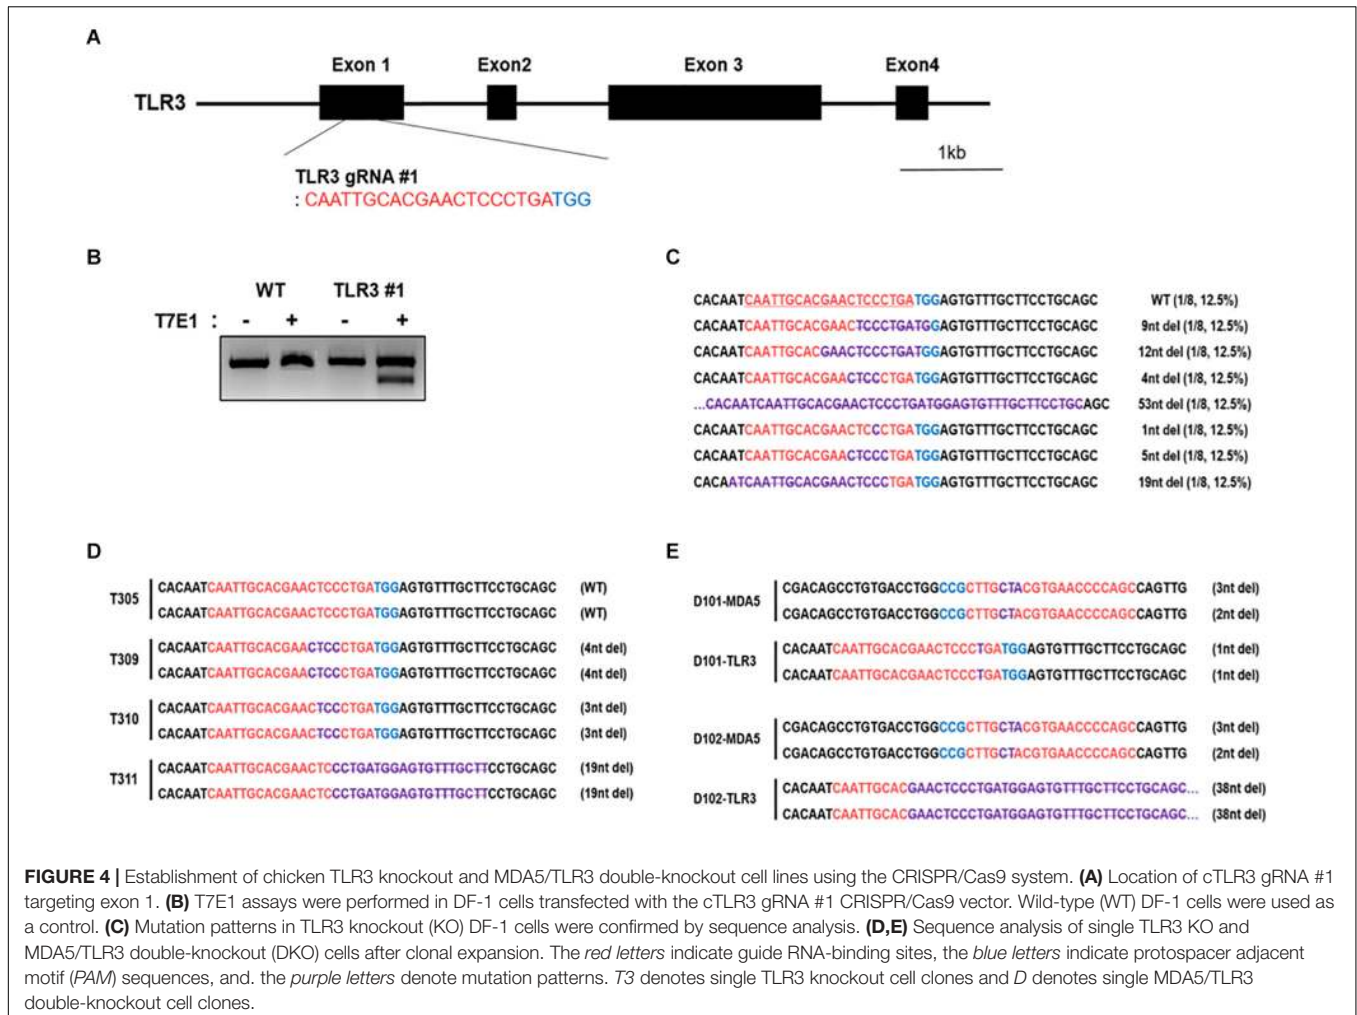 A
Exon 1 Exon2 Exon 3 Exon4
TLR3
1kb
TLR3 gRNA #1
: CAATTGCACGAACTCCCTGATGG
B
WT TLR3 #1
T7E1 : - + - +
C
CACAATCAATTGCACGAACTCCCTGATGGAGTGTTTGCTTCCTGCAGC WT (1/8, 12.5%)
CACAATCAATTGCACGAACTCCCTGATGGAGTGTTTGCTTCCTGCAGC 9nt del (1/8, 12.5%)
CACAATCAATTGCACGAACTCCCTGATGGAGTGTTTGCTTCCTGCAGC 12nt del (1/8, 12.5%)
CACAATCAATTGCACGAACTCCCTGATGGAGTGTTTGCTTCCTGCAGC 4nt del (1/8, 12.5%)
...CACAATCAATTGCACGAACTCCCTGATGGAGTGTTTGCTTCCTGCAGC 53nt del (1/8, 12.5%)
CACAATCAATTGCACGAACTCCCTGATGGAGTGTTTGCTTCCTGCAGC 1nt del (1/8, 12.5%)
CACAATCAATTGCACGAACTCCCTGATGGAGTGTTTGCTTCCTGCAGC 5nt del (1/8, 12.5%)
CACAATCAATTGCACGAACTCCCTGATGGAGTGTTTGCTTCCTGCAGC 19nt del (1/8, 12.5%)
D
T305
CACAATCAATTGCACGAACTCCCTGATGGAGTGTTTGCTTCCTGCAGC (WT)
CACAATCAATTGCACGAACTCCCTGATGGAGTGTTTGCTTCCTGCAGC (WT)
T309
CACAATCAATTGCACGAACTCCCTGATGGAGTGTTTGCTTCCTGCAGC (4nt del)
CACAATCAATTGCACGAACTCCCTGATGGAGTGTTTGCTTCCTGCAGC (4nt del)
T310
CACAATCAATTGCACGAACTCCCTGATGGAGTGTTTGCTTCCTGCAGC (3nt del)
CACAATCAATTGCACGAACTCCCTGATGGAGTGTTTGCTTCCTGCAGC (3nt del)
T311
CACAATCAATTGCACGAACTCCCTGATGGAGTGTTTGCTTCCTGCAGC (19nt del)
CACAATCAATTGCACGAACTCCCTGATGGAGTGTTTGCTTCCTGCAGC (19nt del)
E
D101-MDA5
CGACAGCCTGTGACCTGGCCGCTTGCTACGTGAACCCCAGCCAGTTG (3nt del)
CGACAGCCTGTGACCTGGCCGCTTGCTACGTGAACCCCAGCCAGTTG (2nt del)
D101-TLR3
CACAATCAATTGCACGAACTCCCTGATGGAGTGTTTGCTTCCTGCAGC (1nt del)
CACAATCAATTGCACGAACTCCCTGATGGAGTGTTTGCTTCCTGCAGC (1nt del)
D102-MDA5
CGACAGCCTGTGACCTGGCCGCTTGCTACGTGAACCCCAGCCAGTTG (3nt del)
CGACAGCCTGTGACCTGGCCGCTTGCTACGTGAACCCCAGCCAGTTG (2nt del)
D102-TLR3
CACAATCAATTGCACGAACTCCCTGATGGAGTGTTTGCTTCCTGCAGC... (38nt del)
CACAATCAATTGCACGAACTCCCTGATGGAGTGTTTGCTTCCTGCAGC... (38nt del)
FIGURE 4 | Establishment of chicken TLR3 knockout and MDA5/TLR3 double-knockout cell lines using the CRISPR/Cas9 system. (A) Location of cTLR3 gRNA #1
targeting exon 1. (B) T7E1 assays were performed in DF-1 cells transfected with the cTLR3 gRNA #1 CRISPR/Cas9 vector. Wild-type (WT) DF-1 cells were used as
a control. (C) Mutation patterns in TLR3 knockout (KO) DF-1 cells were confirmed by sequence analysis. (D,E) Sequence analysis of single TLR3 KO and
MDA5/TLR3 double-knockout (DKO) cells after clonal expansion. The red letters indicate guide RNA-binding sites, the blue letters indicate protospacer adjacent
motif (PAM) sequences, and. the purple letters denote mutation patterns. T3 denotes single TLR3 knockout cell clones and D denotes single MDA5/TLR3
double-knockout cell clones.